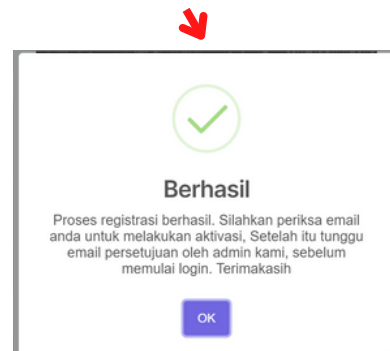 Berhasil
Proses registrasi berhasil. Silahkan periksa email
anda untuk melakukan aktivasi, Setelah itu tunggu
email persetujuan oleh admin kami, sebelum
memulai login. Terimakasih
OK